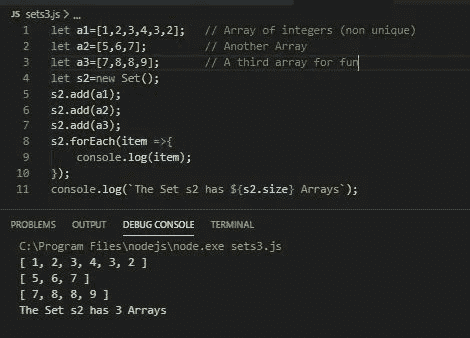 JS sets3.js > ...
1 let a1=[1,2,3,4,3,2]; // Array of integers (non unique)
2 let a2=[5,6,7]; // Another Array
3 let a3=[7,8,8,9]; // A third array for fun
4 let s2=new Set();
5 s2.add(a1);
6 s2.add(a2);
7 s2.add(a3);
8 s2.forEach(item =>{
9 console.log(item);
10 });
11 console.log(`The Set s2 has ${s2.size} Arrays`);
PROBLEMS OUTPUT DEBUG CONSOLE TERMINAL
C:\Program Files\nodejs\node.exe sets3.js
[ 1, 2, 3, 4, 3, 2 ]
[ 5, 6, 7 ]
[ 7, 8, 8, 9 ]
The Set s2 has 3 Arrays